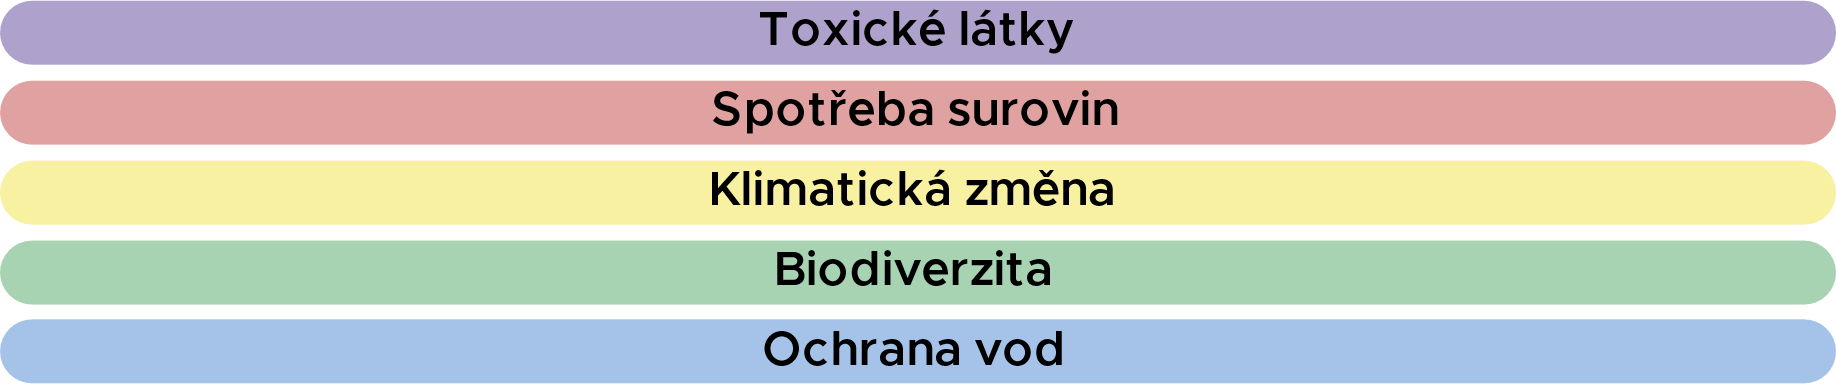 Toxické látky
Spotřeba surovin
Klimatická změna
Biodiverzita
Ochrana vod